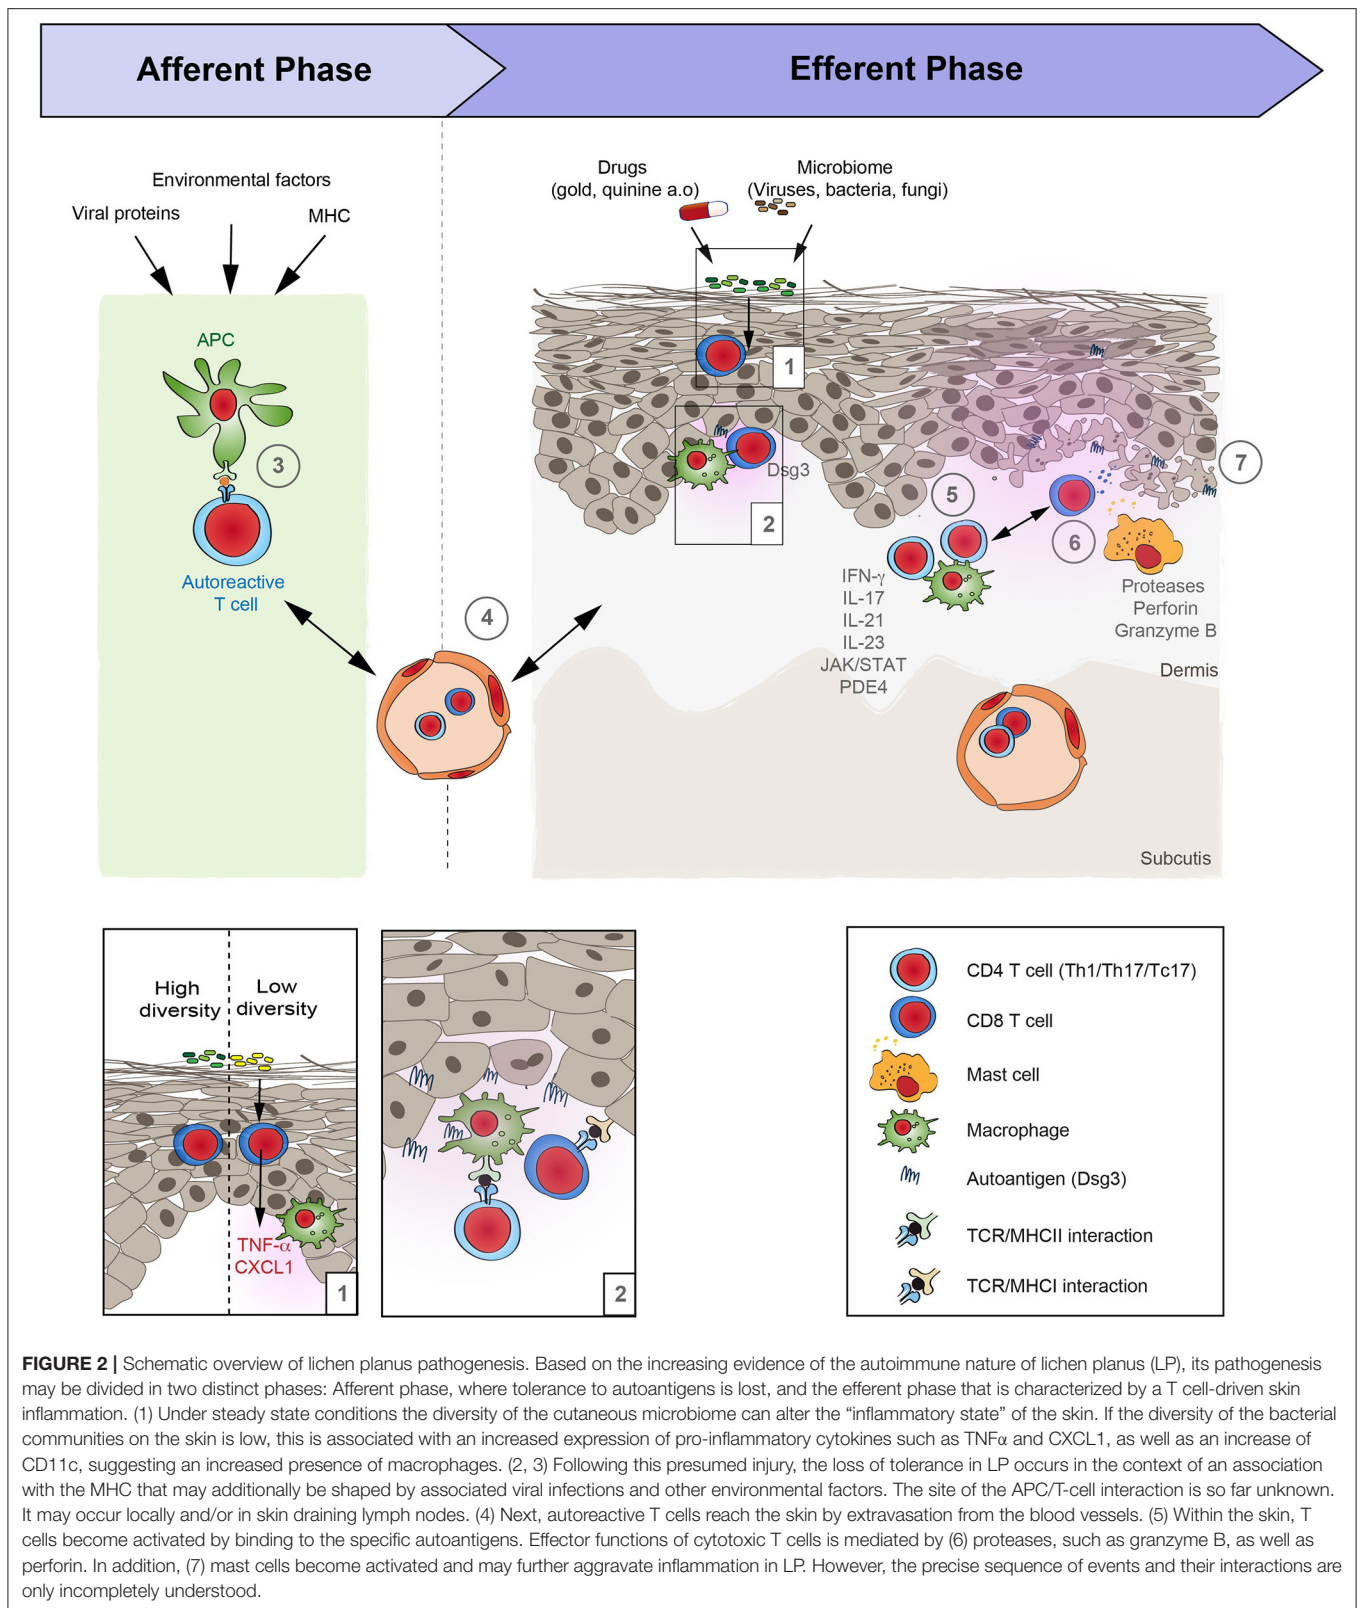 Afferent Phase
Efferent Phase
Environmental factors
Viral proteins
MHC
Drugs
(gold, quinine a.o)
Microbiome
(Viruses, bacteria, fungi)
APC
3
Autoreactive
T cell
4
1
Dsg3
2
5
6
7
IFN-γ
IL-17
IL-21
IL-23
JAK/STAT
PDE4
Proteases
Perforin
Granzyme B
Dermis
Subcutis
High
diversity
Low
diversity
TNF-α
CXCL1
1
2
CD4 T cell (Th1/Th17/Tc17)
CD8 T cell
Mast cell
Macrophage
Autoantigen (Dsg3)
TCR/MHCII interaction
TCR/MHCI interaction
FIGURE 2 | Schematic overview of lichen planus pathogenesis. Based on the increasing evidence of the autoimmune nature of lichen planus (LP), its pathogenesis
may be divided in two distinct phases: Afferent phase, where tolerance to autoantigens is lost, and the efferent phase that is characterized by a T cell-driven skin
inflammation. (1) Under steady state conditions the diversity of the cutaneous microbiome can alter the “inflammatory state” of the skin. If the diversity of the bacterial
communities on the skin is low, this is associated with an increased expression of pro-inflammatory cytokines such as TNFα and CXCL1, as well as an increase of
CD11c, suggesting an increased presence of macrophages. (2, 3) Following this presumed injury, the loss of tolerance in LP occurs in the context of an association
with the MHC that may additionally be shaped by associated viral infections and other environmental factors. The site of the APC/T-cell interaction is so far unknown.
It may occur locally and/or in skin draining lymph nodes. (4) Next, autoreactive T cells reach the skin by extravasation from the blood vessels. (5) Within the skin, T
cells become activated by binding to the specific autoantigens. Effector functions of cytotoxic T cells is mediated by (6) proteases, such as granzyme B, as well as
perforin. In addition, (7) mast cells become activated and may further aggravate inflammation in LP. However, the precise sequence of events and their interactions are
only incompletely understood.